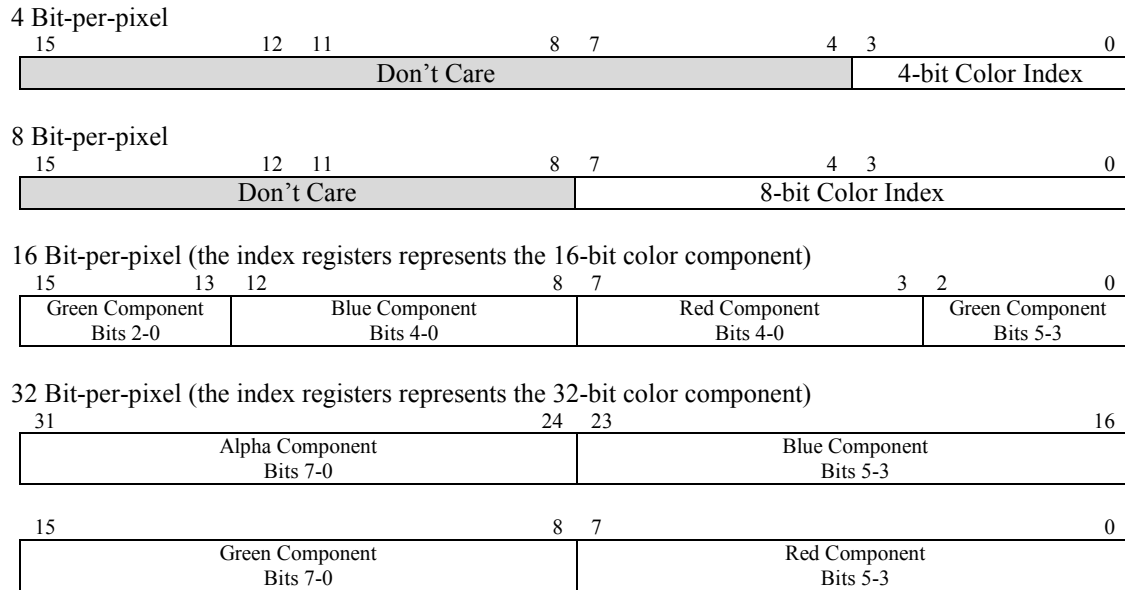 4 Bit-per-pixel
15 12 11 8 7 4 3 0
Don’t Care 4-bit Color Index
8 Bit-per-pixel
15 12 11 8 7 4 3 0
Don’t Care 8-bit Color Index
16 Bit-per-pixel (the index registers represents the 16-bit color component)
15 13 12 8 7 3 2 0
Green Component Blue Component Red Component Green Component
Bits 2-0 Bits 4-0 Bits 4-0 Bits 5-3
32 Bit-per-pixel (the index registers represents the 32-bit color component)
31 24 23 16
Alpha Component Blue Component
Bits 7-0 Bits 5-3
15 8 7 0
Green Component Red Component
Bits 7-0 Bits 5-3